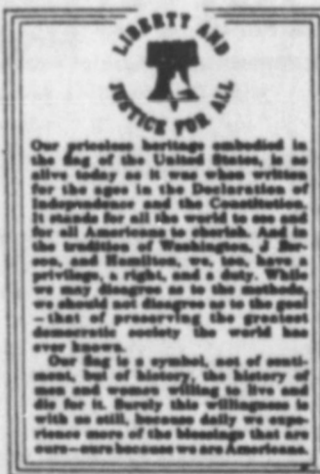 LIBERTY AND
JUSTICE FOR ALL
Our priceless heritage embodied in
the flag of the United States, is as
alive today as it was when written
for the ages in the Declaration of
Independence and the Constitution.
It stands for all the world to see and
for all Americans to cherish. And in
the tradition of Washington,
and Hamilton, we, too, have a
privilege, a right, and a duty. While
we may disagree as to the methods,
we should not disagree as to the goal
—that of preserving the greatest
democratic society the world has
ever known.
Our flag is a symbol, not of senti-
ment, but of history, the history of
men and women willing to live and
die for it. Surely this willingness is
with us still, because daily we expe-
rience more of the blessings that are
ours—ours because we are Americans.